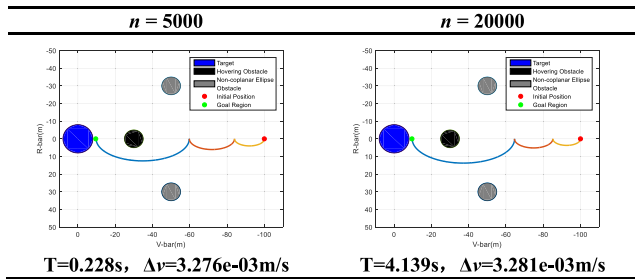 n = 5000
n = 20000
-50
-40
-30
-20
-10
0
10
20
30
40
50
R-bar(m)
0
-20
-40
-60
-80
-100
V-bar(m)
Target
Hovering Obstacle
Non-coplanar Ellipse
Obstacle
Initial Position
Goal Region
-50
-40
-30
-20
-10
0
10
20
30
40
50
R-bar(m)
0
-20
-40
-60
-80
-100
V-bar(m)
Target
Hovering Obstacle
Non-coplanar Ellipse
Obstacle
Initial Position
Goal Region
T=0.228s, Δv=3.276e-03m/s
T=4.139s, Δv=3.281e-03m/s